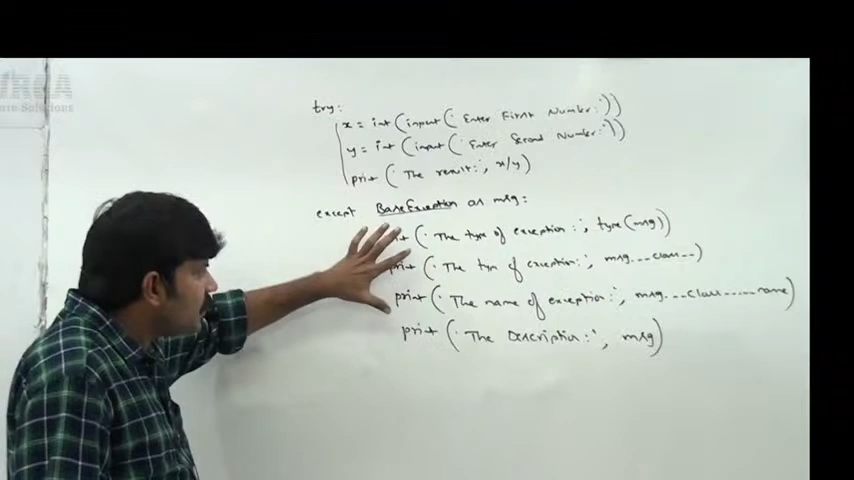 try:
x = int(input('Enter First Number:'))
y = int(input('Enter Second Number:'))
print('The result:', x/y)
except BaseException as msg:
('The type of exception:', type(msg))
print('The type of exception:', msg.__class__)
print('The name of exception:', msg.__class__.__name__)
print('The Description:', msg)